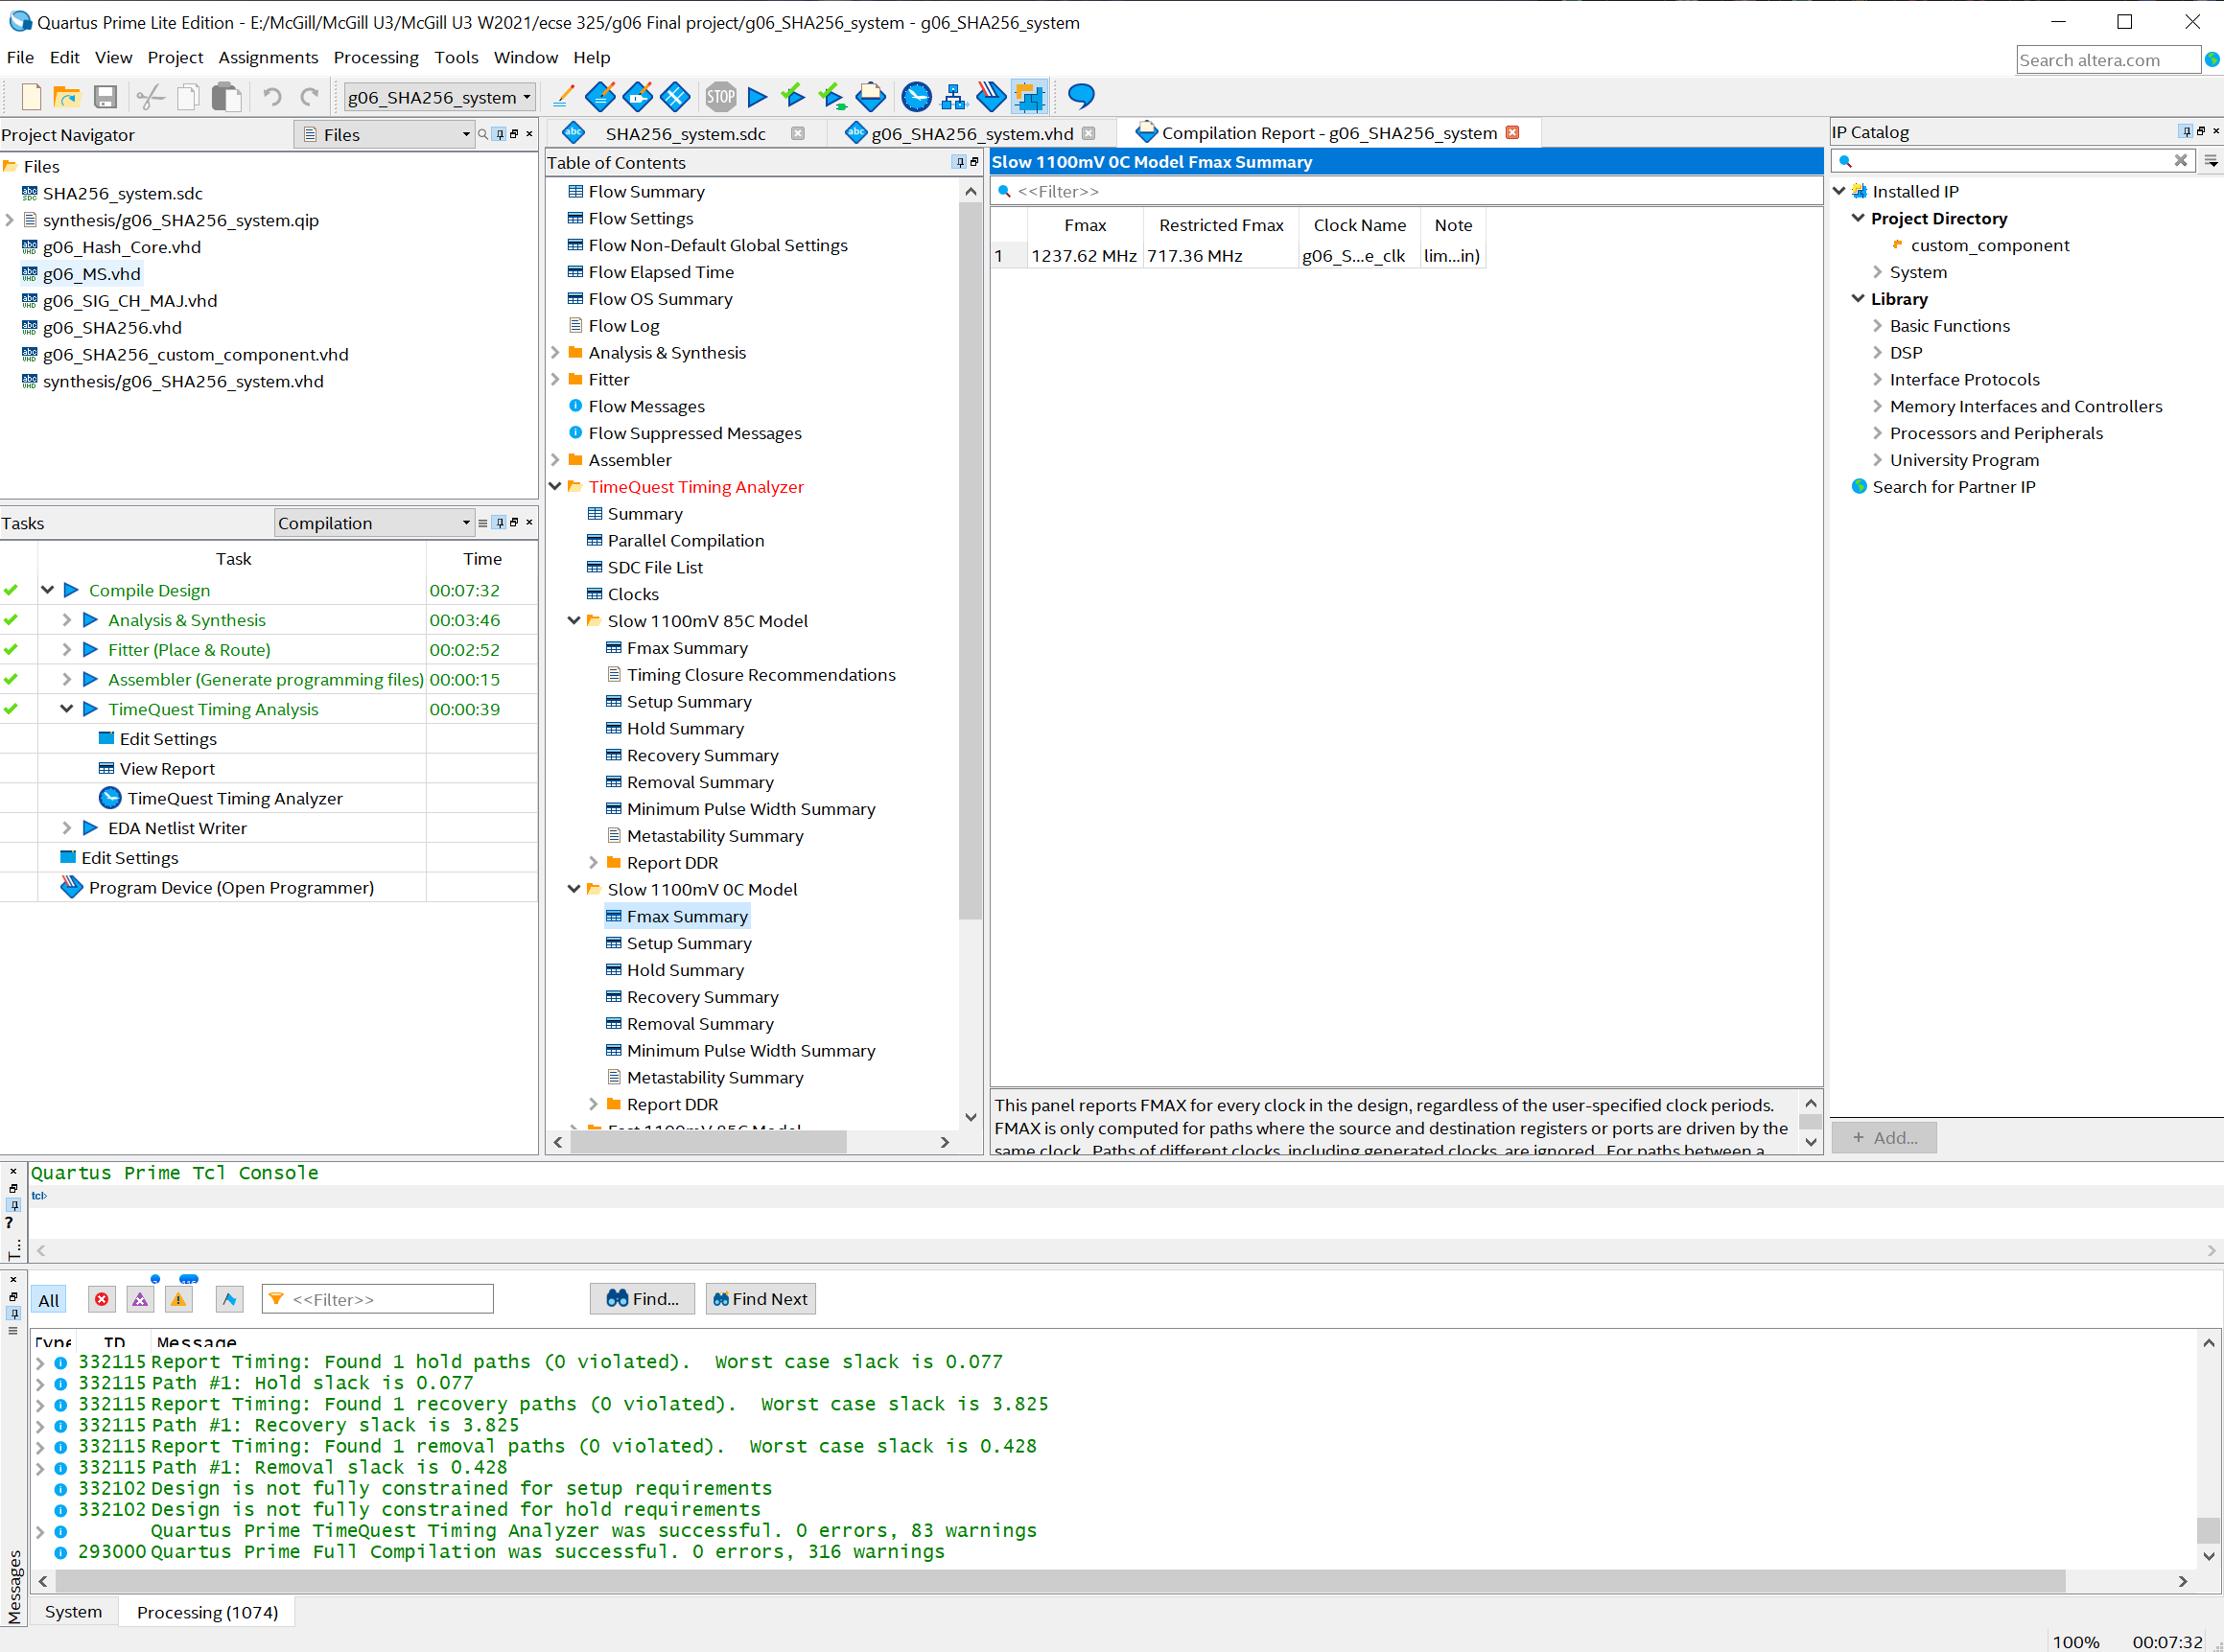 Quartus Prime Lite Edition - E:/McGill/McGill U3/McGill U3 W2021/ecse 325/g06 Final project/g06_SHA256_system - g06_SHA256_system
File Edit View Project Assignments Processing Tools Window Help
Search altera.com
g06_SHA256_system
STOP
Project Navigator
Files
Files
SHA256_system.sdc
synthesis/g06_SHA256_system.qip
g06_Hash_Core.vhd
g06_MS.vhd
g06_SIG_CH_MAJ.vhd
g06_SHA256.vhd
g06_SHA256_custom_component.vhd
synthesis/g06_SHA256_system.vhd
Tasks
Compilation
Task Time
Compile Design 00:07:32
Analysis & Synthesis 00:03:46
Fitter (Place & Route) 00:02:52
Assembler (Generate programming files) 00:00:15
TimeQuest Timing Analysis 00:00:39
Edit Settings
View Report
TimeQuest Timing Analyzer
EDA Netlist Writer
Edit Settings
Program Device (Open Programmer)
SHA256_system.sdc
g06_SHA256_system.vhd
Compilation Report - g06_SHA256_system
Table of Contents
Flow Summary
Flow Settings
Flow Non-Default Global Settings
Flow Elapsed Time
Flow OS Summary
Flow Log
Analysis & Synthesis
Fitter
Flow Messages
Flow Suppressed Messages
Assembler
TimeQuest Timing Analyzer
Summary
Parallel Compilation
SDC File List
Clocks
Slow 1100mV 85C Model
Fmax Summary
Timing Closure Recommendations
Setup Summary
Hold Summary
Recovery Summary
Removal Summary
Minimum Pulse Width Summary
Metastability Summary
Report DDR
Slow 1100mV 0C Model
Fmax Summary
Setup Summary
Hold Summary
Recovery Summary
Removal Summary
Minimum Pulse Width Summary
Metastability Summary
Report DDR
Fast 1100mV 85C Model
Slow 1100mV 0C Model Fmax Summary
<<Filter>>
Fmax Restricted Fmax Clock Name Note
1 1237.62 MHz 717.36 MHz g06_S...e_clk lim...in)
This panel reports FMAX for every clock in the design, regardless of the user-specified clock periods.
FMAX is only computed for paths where the source and destination registers or ports are driven by the
same clock. Paths of different clocks, including generated clocks, are ignored. For paths between a
IP Catalog
Installed IP
Project Directory
custom_component
System
Library
Basic Functions
DSP
Interface Protocols
Memory Interfaces and Controllers
Processors and Peripherals
University Program
Search for Partner IP
+ Add...
Quartus Prime Tcl Console
tcl>
T...
All
<<Filter>>
Find...
Find Next
Type ID Message
332115 Report Timing: Found 1 hold paths (0 violated). Worst case slack is 0.077
332115 Path #1: Hold slack is 0.077
332115 Report Timing: Found 1 recovery paths (0 violated). Worst case slack is 3.825
332115 Path #1: Recovery slack is 3.825
332115 Report Timing: Found 1 removal paths (0 violated). Worst case slack is 0.428
332115 Path #1: Removal slack is 0.428
332102 Design is not fully constrained for setup requirements
332102 Design is not fully constrained for hold requirements
Quartus Prime TimeQuest Timing Analyzer was successful. 0 errors, 83 warnings
293000 Quartus Prime Full Compilation was successful. 0 errors, 316 warnings
Messages
System
Processing (1074)
100% 00:07:32